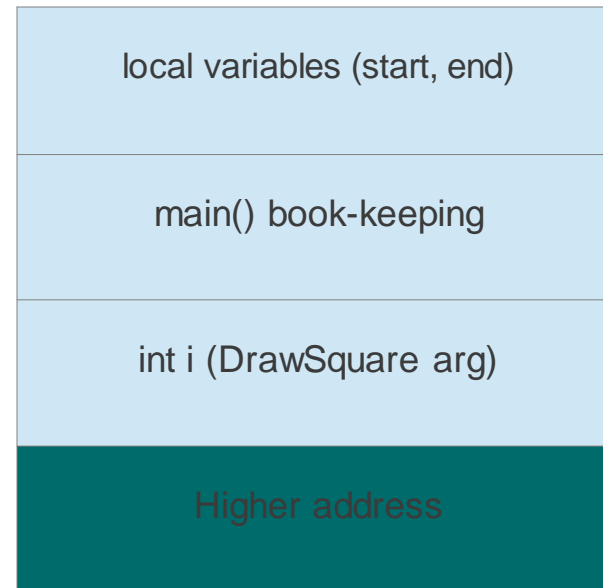 local variables (start, end)
main() book-keeping
int i (DrawSquare arg)
Higher address